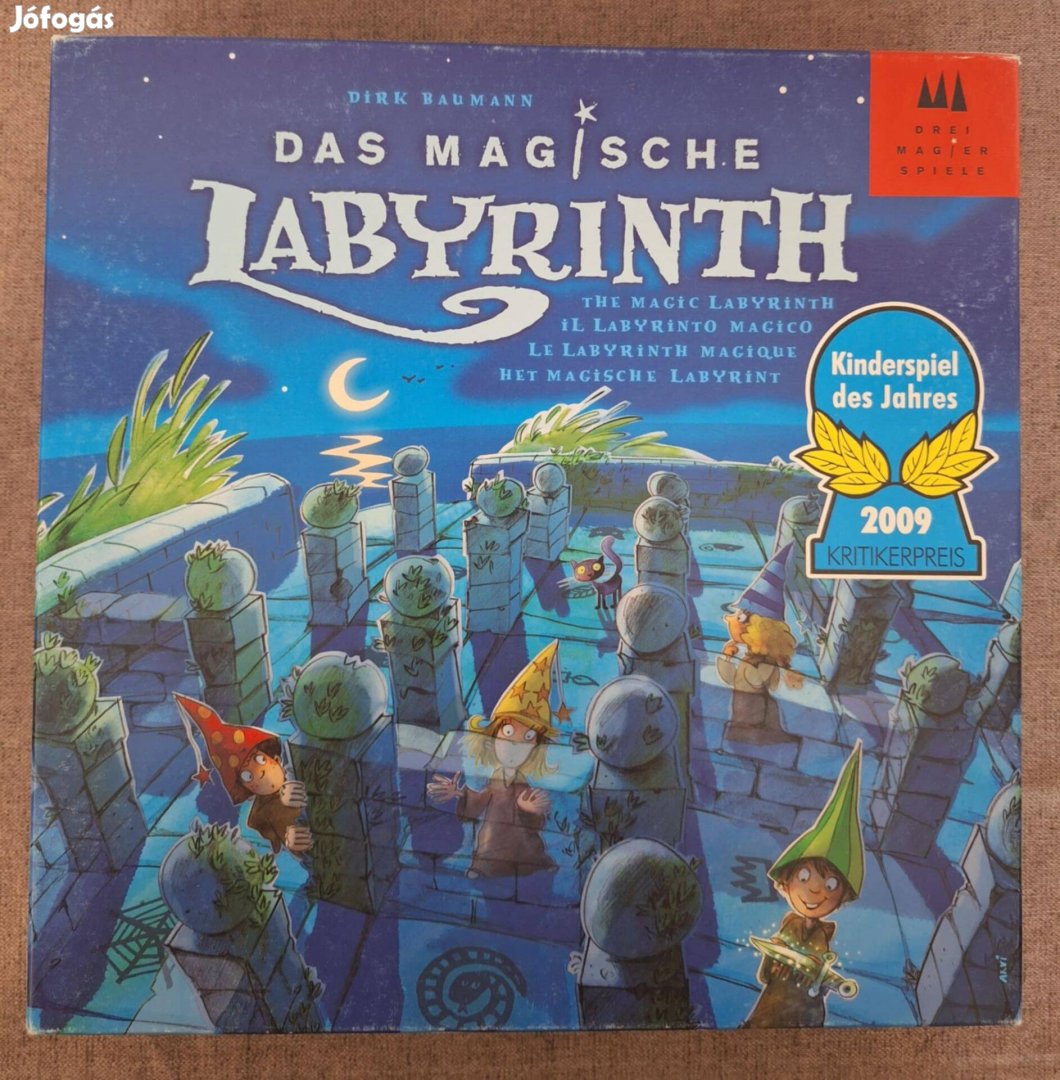 Jófogás
DIRK BAUMANN
DAS MAGISCHE
LABYRINTH
DREI
MAGIER
SPIELE
THE MAGIC LABYRINTH
IL LABYRINTO MAGICO
LE LABYRINTH MAGIQUE
HET MAGISCHE LABYRINT
Kinderspiel
des Jahres
2009
KRITIKERPREIS
ARVi